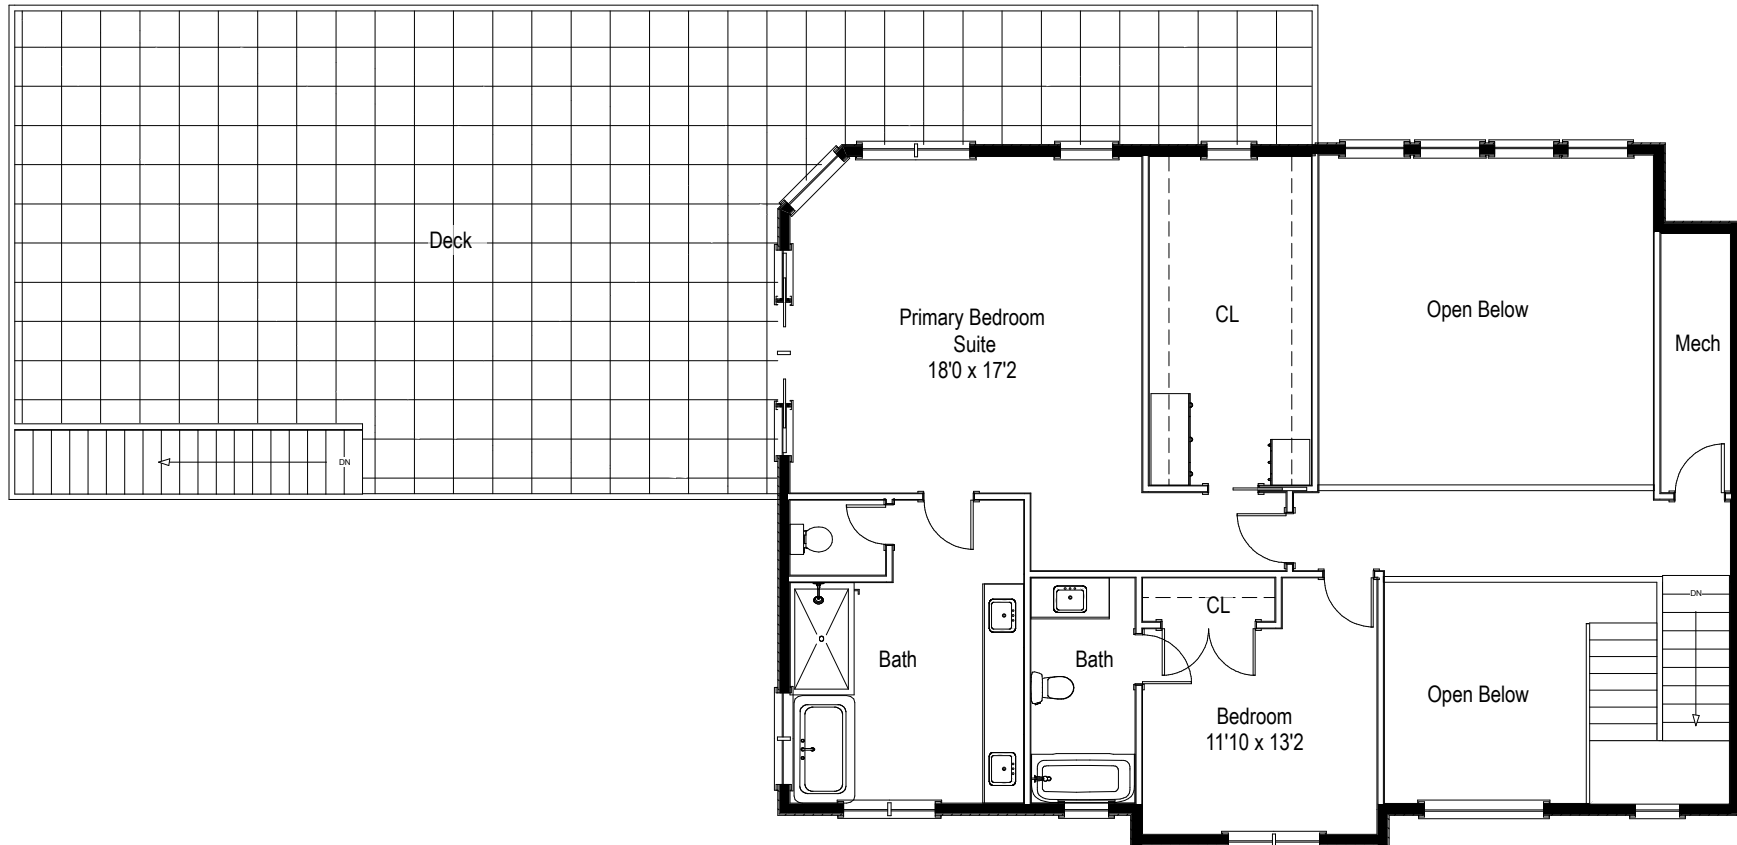 Deck
Primary Bedroom
Suite
18'0 x 17'2
CL
Open Below
Mech
DN
Bath
Bath
CL
Bedroom
11'10 x 13'2
Open Below
DN